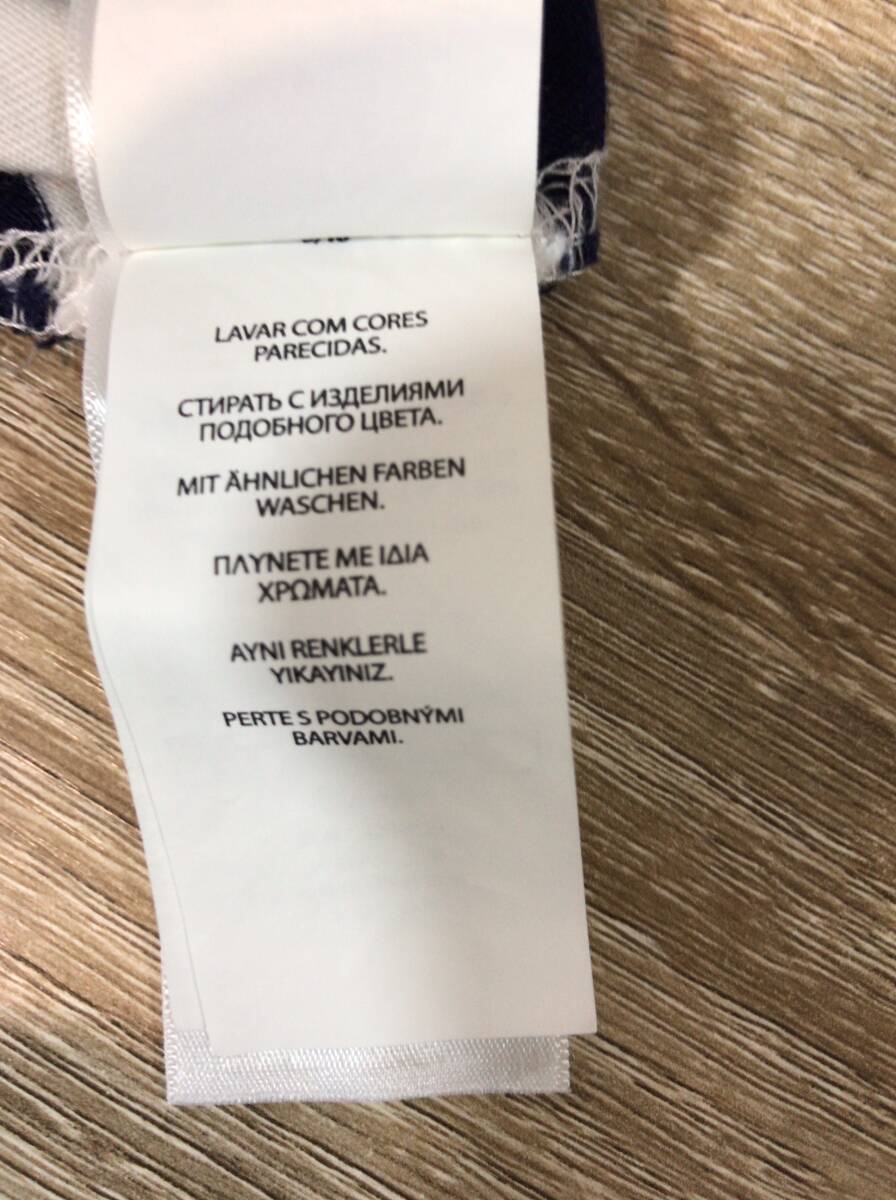 LAVAR COM CORES
PARECIDAS.
СТИРАТЬ С ИЗДЕЛИЯМИ
ПОДОБНОГО ЦВЕТА.
MIT ÄHNLICHEN FARBEN
WASCHEN.
ΠΛΥΝΕΤΕ ΜΕ ΙΔΙΑ
ΧΡΩΜΑΤΑ.
AYNI RENKLERLE
YIKAYINIZ.
PERTE S PODOBNÝMI
BARVAMI.